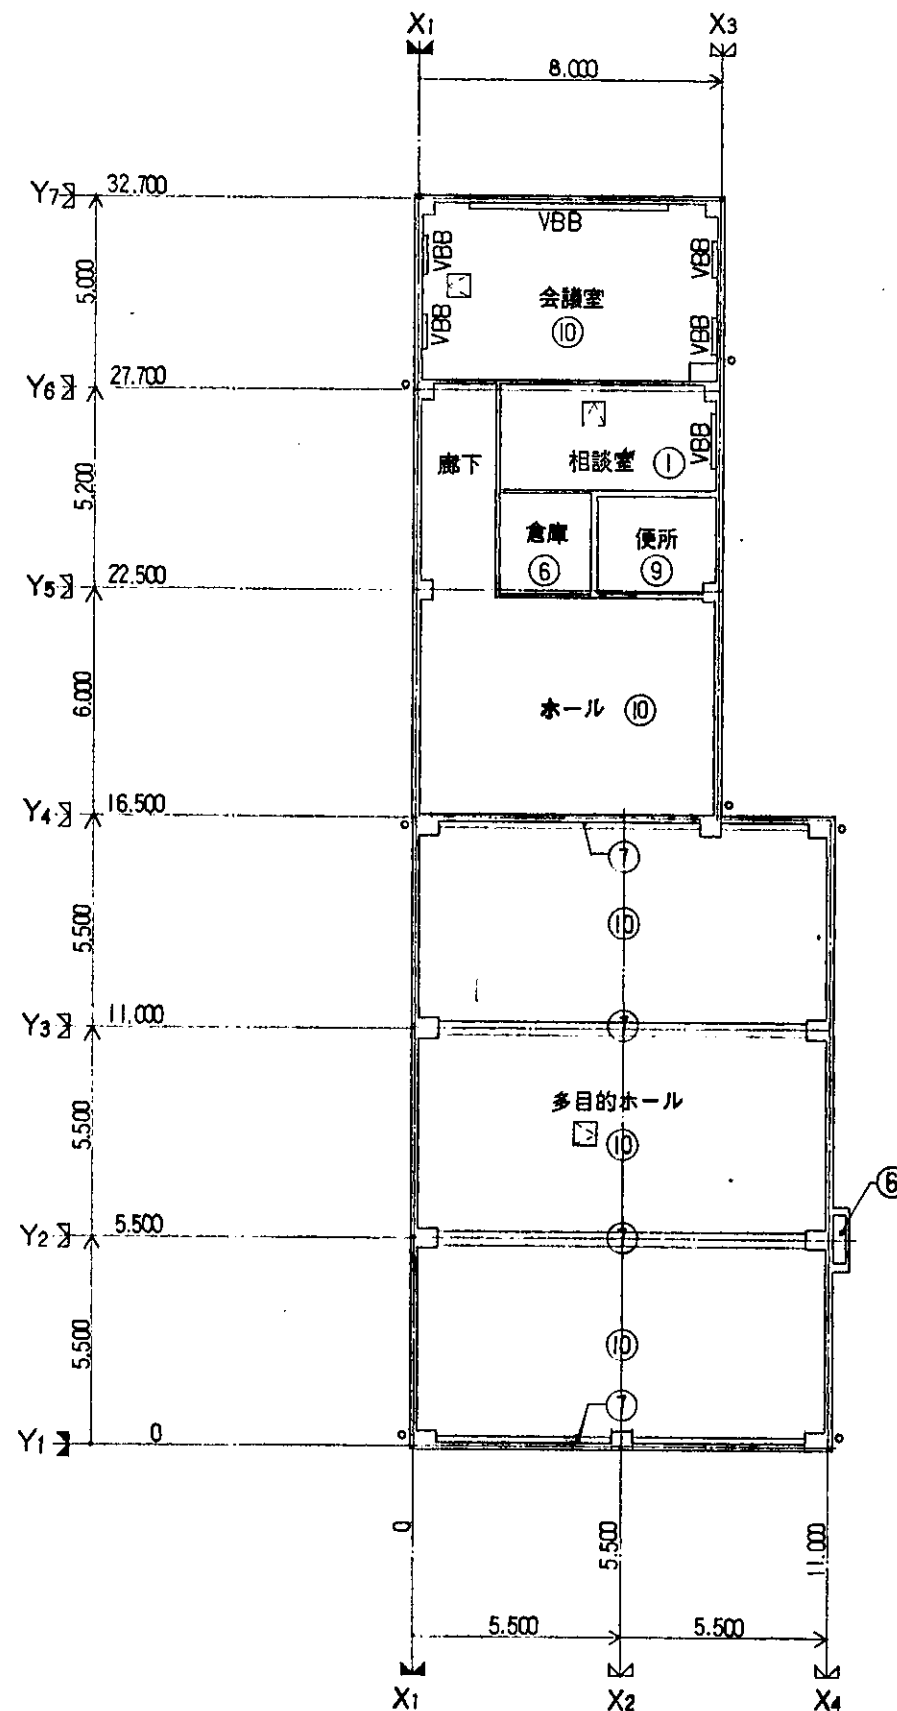 X1
X3
8.000
Y7 32.700
VBB
VBB
VBB
5.000
会議室
⑩
VBB
VBB
Y6 27.700
廊下
相談室 ①
VBB
5.200
倉庫
⑥
便所
⑨
Y5 22.500
6.000
ホール ⑩
Y4 16.500
⑦
⑩
5.500
Y3 11.000
⑦
多目的ホール
⑩
5.500
⑥
Y2 5.500
⑦
5.500
⑩
⑦
Y1 0
0
5.500
11.000
5.500
5.500
X1
X2
X4